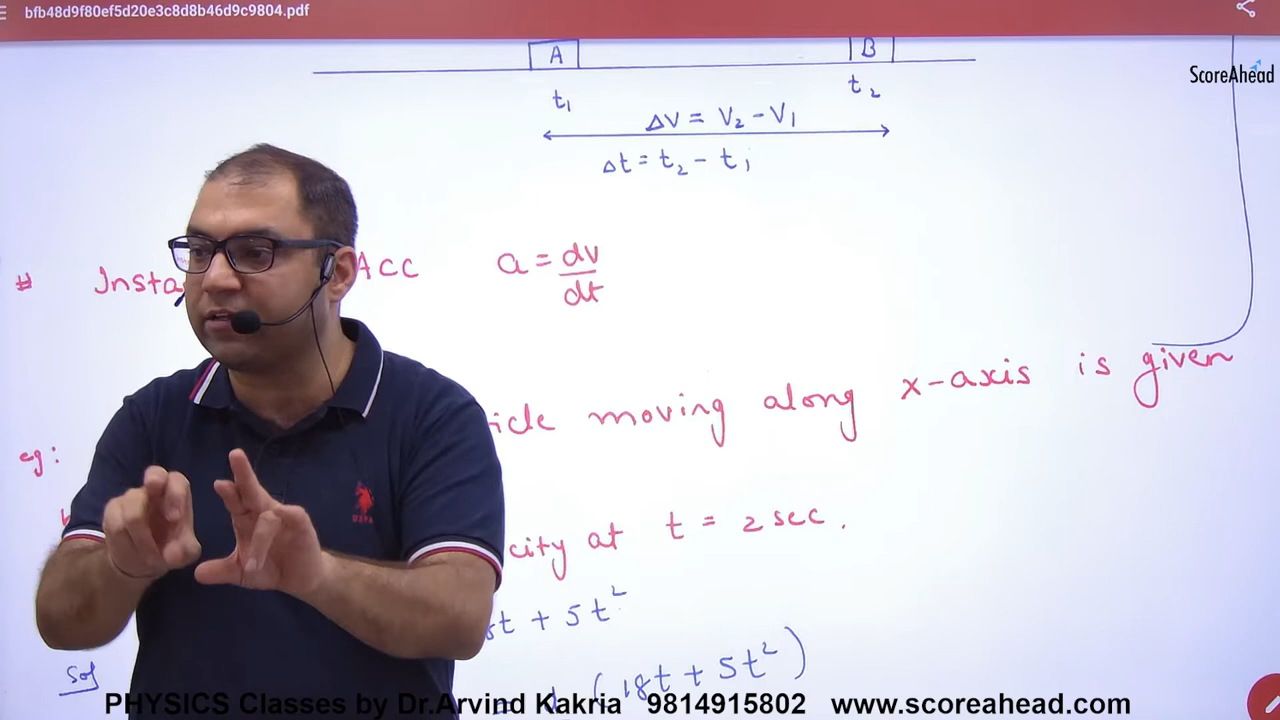 bfb48d9f80ef5d20e3c8d8b46d9c9804.pdf
ScoreAhead
A B
t₁ t₂
Δv = V₂ - V₁
Δt = t₂ - t₁
# Insta ACC a = dv/dt
eg: moving along x-axis is given
city at t = 2 sec.
t + 5t²
Sol (18t + 5t²)
USPA
PHYSICS Classes by Dr.Arvind Kakria 9814915802 www.scoreahead.com